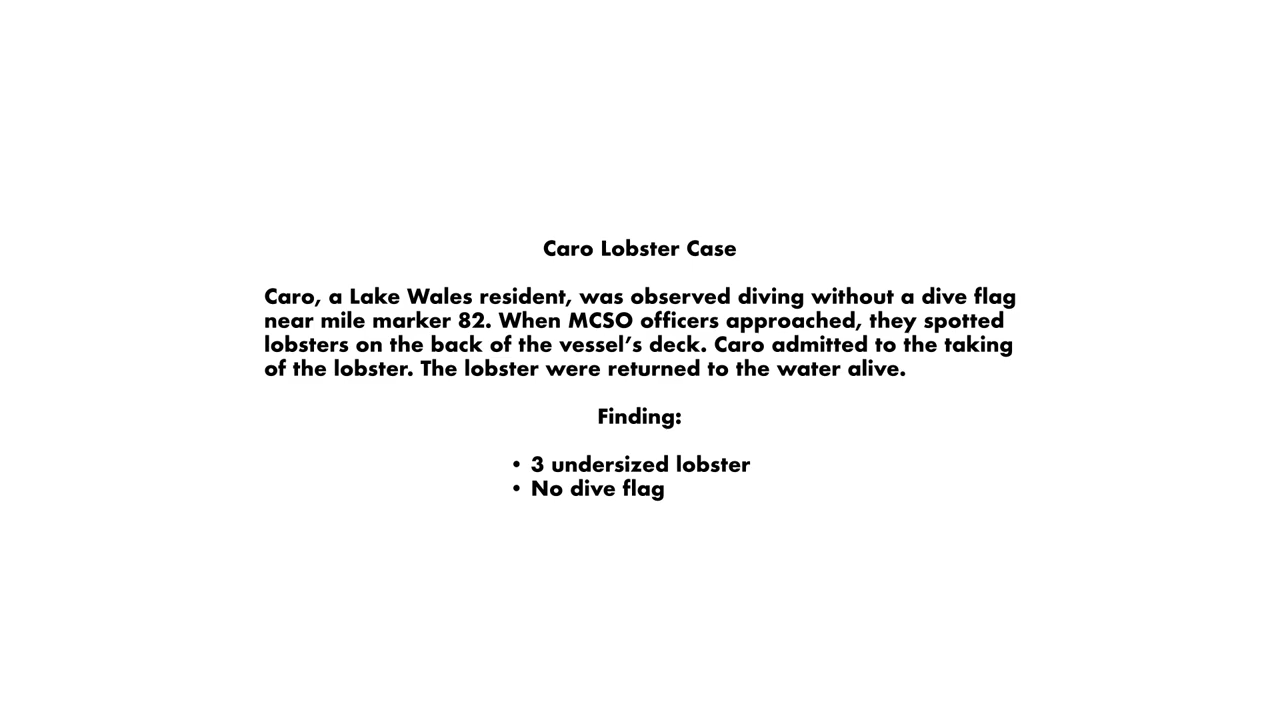 Caro Lobster Case
Caro, a Lake Wales resident, was observed diving without a dive flag
near mile marker 82. When MCSO officers approached, they spotted
lobsters on the back of the vessel’s deck. Caro admitted to the taking
of the lobster. The lobster were returned to the water alive.
Finding:
• 3 undersized lobster
• No dive flag